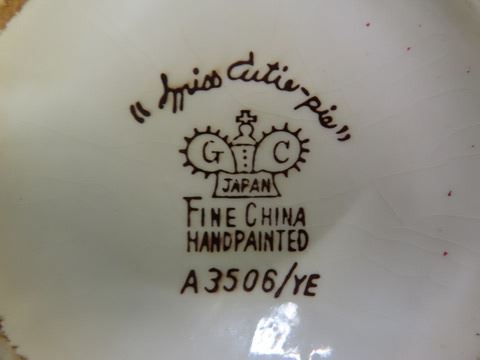 "Miss Cutie-pie"
G C
JAPAN
FINE CHINA
HANDPAINTED
A3506/YE